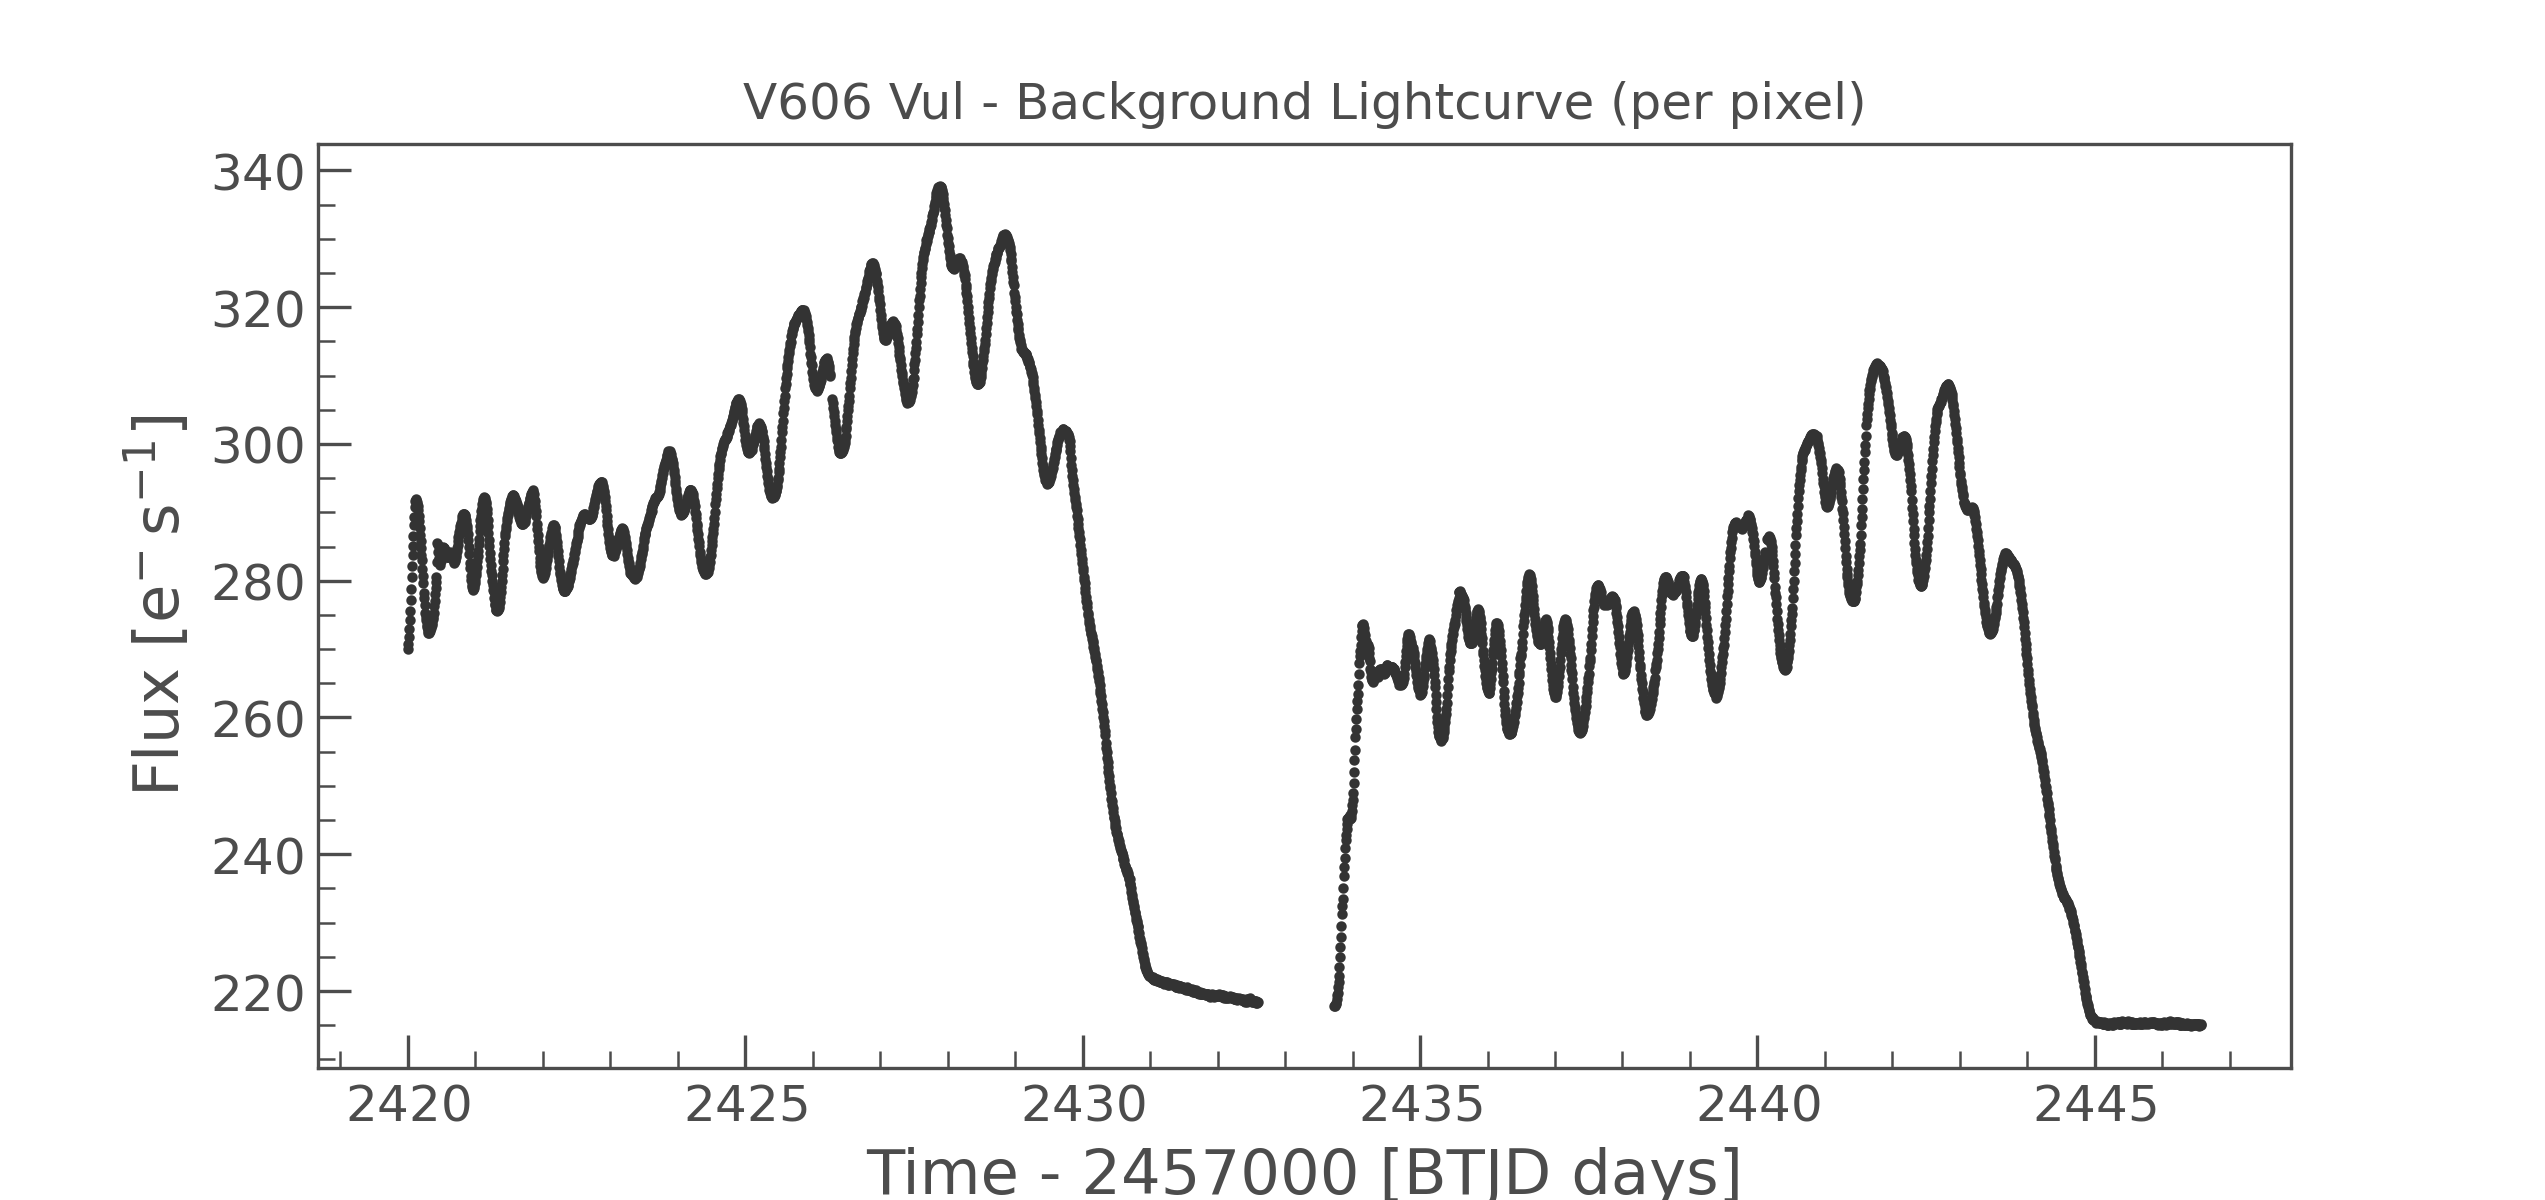 V606 Vul - Background Lightcurve (per pixel)
340
320
300
280
260
240
220
Flux [e⁻ s⁻¹]
2420 2425 2430 2435 2440 2445
Time - 2457000 [BTJD days]